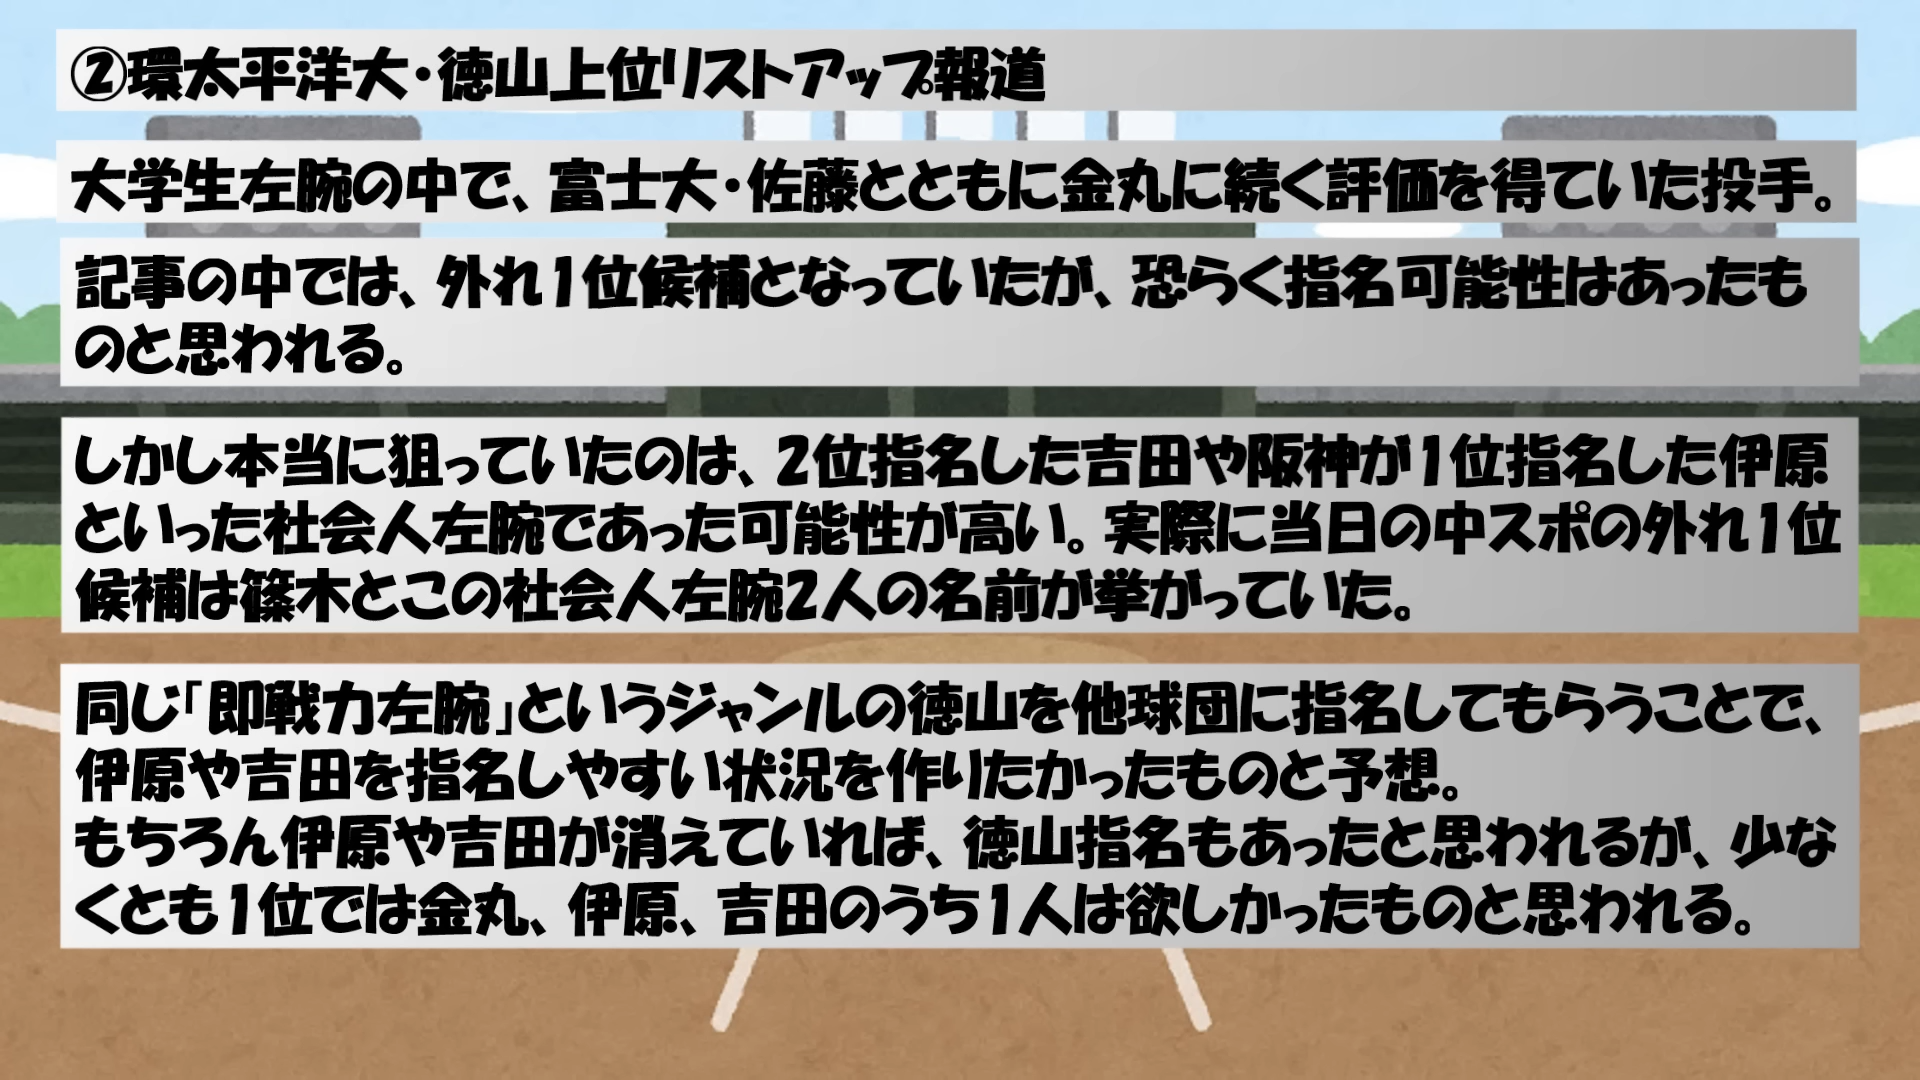 ②環太平洋大・徳山上位リストアップ報道
大学生左腕の中で、富士大・佐藤とともに金丸に続く評価を得ていた投手。
記事の中では、外れ1位候補となっていたが、恐らく指名可能性はあったも
のと思われる。
しかし本当に狙っていたのは、2位指名した吉田や阪神が1位指名した伊原
といった社会人左腕であった可能性が高い。実際に当日の中スポの外れ1位
候補は篠木とこの社会人左腕2人の名前が挙がっていた。
同じ「即戦力左腕」というジャンルの徳山を他球団に指名してもらうことで、
伊原や吉田を指名しやすい状況を作りたかったものと予想。
もちろん伊原や吉田が消えていれば、徳山指名もあったと思われるが、少な
くとも1位では金丸、伊原、吉田のうち1人は欲しかったものと思われる。